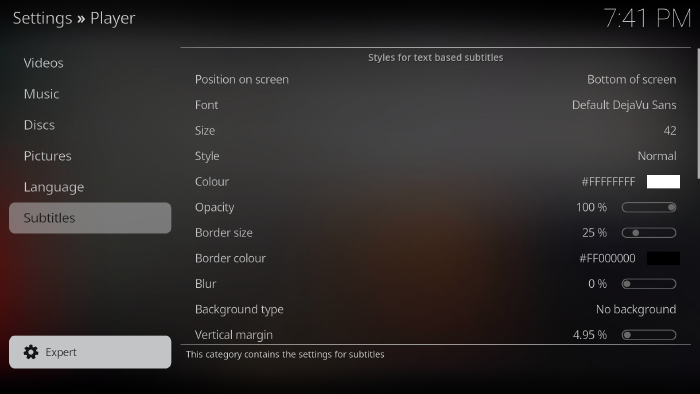 Settings » Player
7:41 PM
Videos
Music
Discs
Pictures
Language
Subtitles
Expert
Styles for text based subtitles
Position on screen Bottom of screen
Font Default DejaVu Sans
Size 42
Style Normal
Colour #FFFFFFFF
Opacity 100 %
Border size 25 %
Border colour #FF000000
Blur 0 %
Background type No background
Vertical margin 4.95 %
This category contains the settings for subtitles